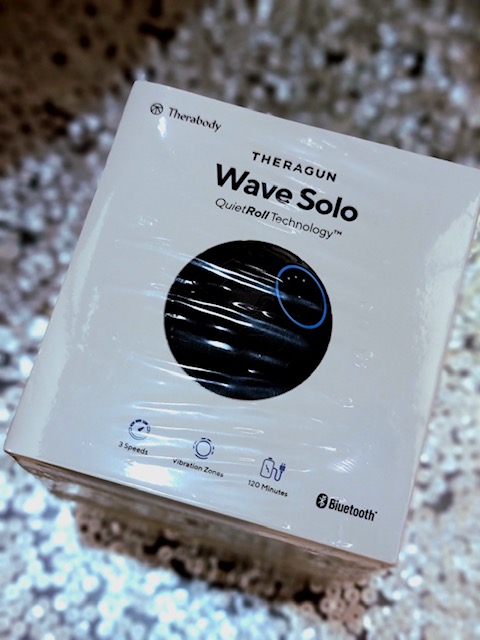 Therabody
THERAGUN
Wave Solo
QuietRoll Technology™
3 Speeds
Vibration Zones
120 Minutes
Bluetooth